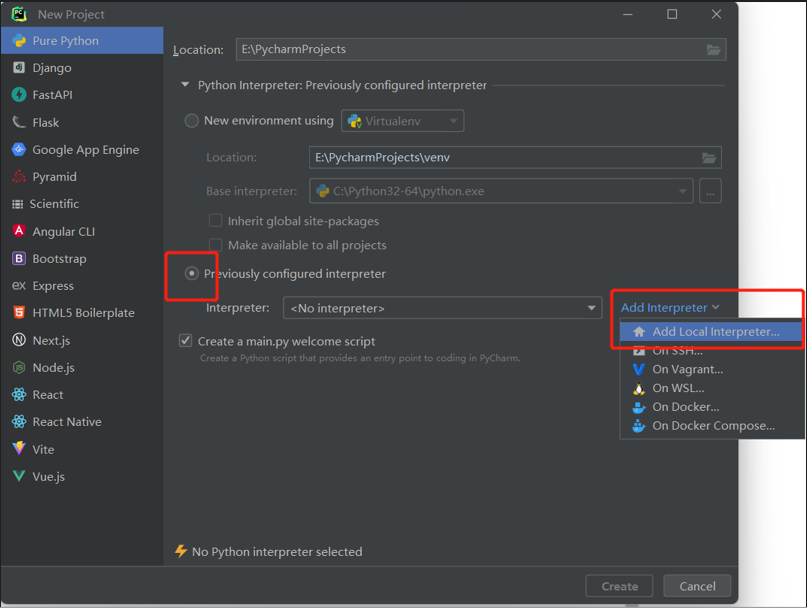 New Project
Pure Python
Django
FastAPI
Flask
Google App Engine
Pyramid
Scientific
Angular CLI
Bootstrap
Express
HTML5 Boilerplate
Next.js
Node.js
React
React Native
Vite
Vue.js
Location: E:\PycharmProjects
Python Interpreter: Previously configured interpreter
New environment using Virtualenv
Location: E:\PycharmProjects\venv
Base interpreter: C:\Python32-64\python.exe ...
Inherit global site-packages
Make available to all projects
Previously configured interpreter
Interpreter: <No interpreter> Add Interpreter
Add Local Interpreter...
On SSH...
On Vagrant...
On WSL...
On Docker...
On Docker Compose...
Create a main.py welcome script
Create a Python script that provides an entry point to coding in PyCharm.
No Python interpreter selected
Create Cancel